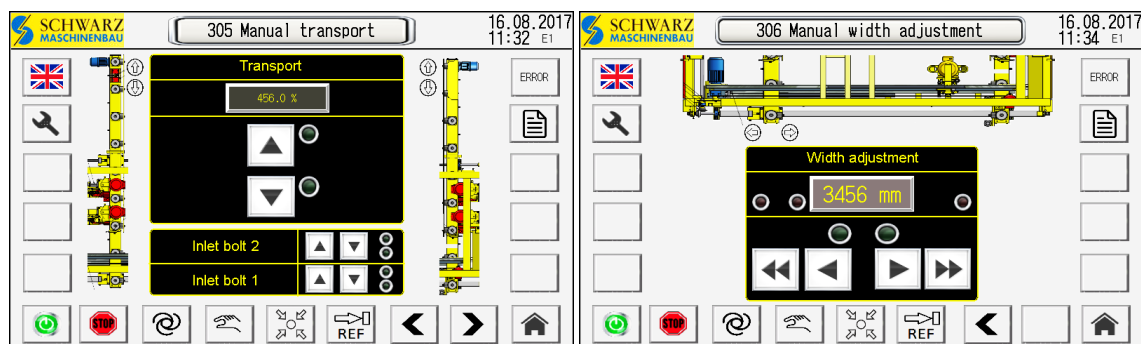 SCHWARZ
MASCHINENBAU
305 Manual transport
16.08.2017
11:32 E1
Transport
456.0 %
ERROR
Inlet bolt 2
Inlet bolt 1
STOP
REF
SCHWARZ
MASCHINENBAU
306 Manual width adjustment
16.08.2017
11:34 E1
ERROR
Width adjustment
3456 mm
STOP
REF